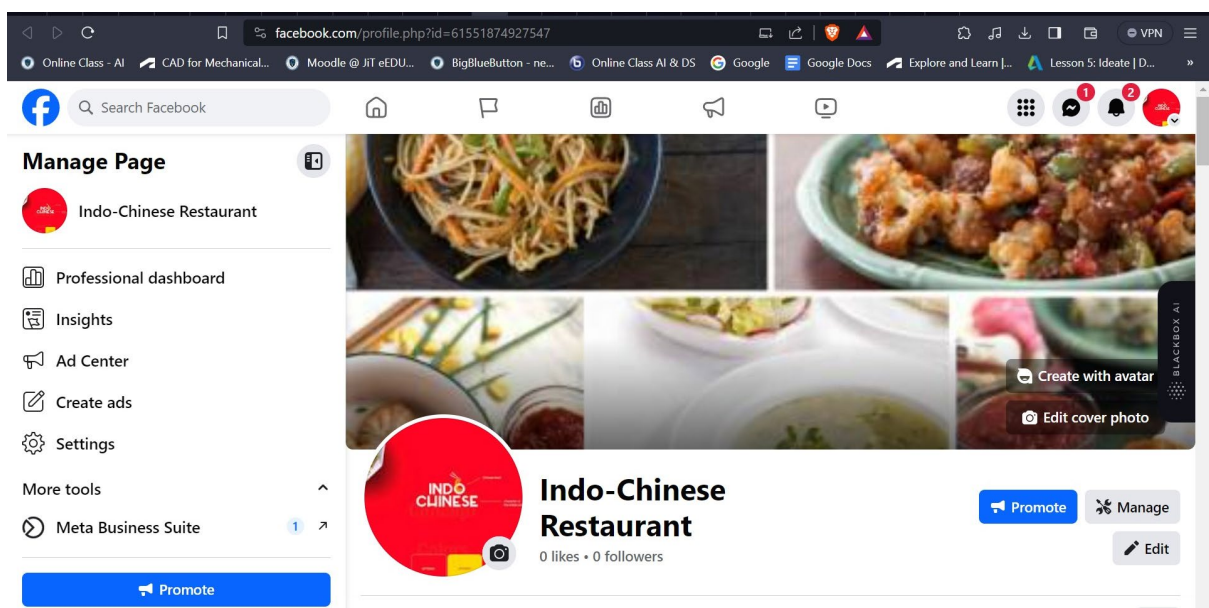 facebook.com/profile.php?id=61551874927547
VPN
Online Class - AI
CAD for Mechanical...
Moodle @ JiT eEDU...
BigBlueButton - ne...
Online Class AI & DS
Google
Google Docs
Explore and Learn |...
Lesson 5: Ideate | D...
»
Search Facebook
1
2
Manage Page
Indo-Chinese Restaurant
Professional dashboard
Insights
Ad Center
Create ads
Settings
More tools
Meta Business Suite
1
Promote
BLACKBOX AI
Create with avatar
Edit cover photo
INDO
CHINESE
Indo-Chinese
Restaurant
0 likes • 0 followers
Promote
Manage
Edit